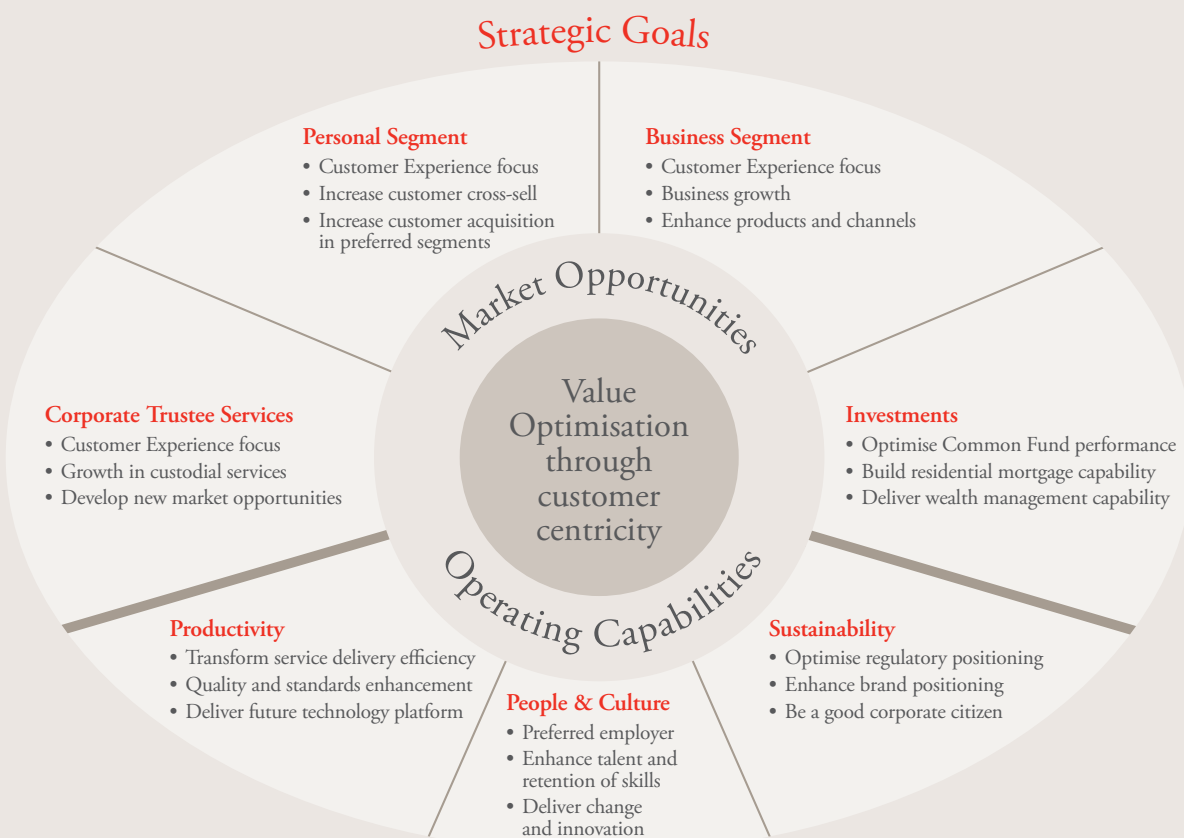 Strategic Goals
Personal Segment
• Customer Experience focus
• Increase customer cross-sell
• Increase customer acquisition
in preferred segments
Business Segment
• Customer Experience focus
• Business growth
• Enhance products and channels
Market Opportunities
Corporate Trustee Services
• Customer Experience focus
• Growth in custodial services
• Develop new market opportunities
Value
Optimisation
through
customer
centricity
Investments
• Optimise Common Fund performance
• Build residential mortgage capability
• Deliver wealth management capability
Operating Capabilities
Productivity
• Transform service delivery efficiency
• Quality and standards enhancement
• Deliver future technology platform
People & Culture
• Preferred employer
• Enhance talent and
retention of skills
• Deliver change
and innovation
Sustainability
• Optimise regulatory positioning
• Enhance brand positioning
• Be a good corporate citizen